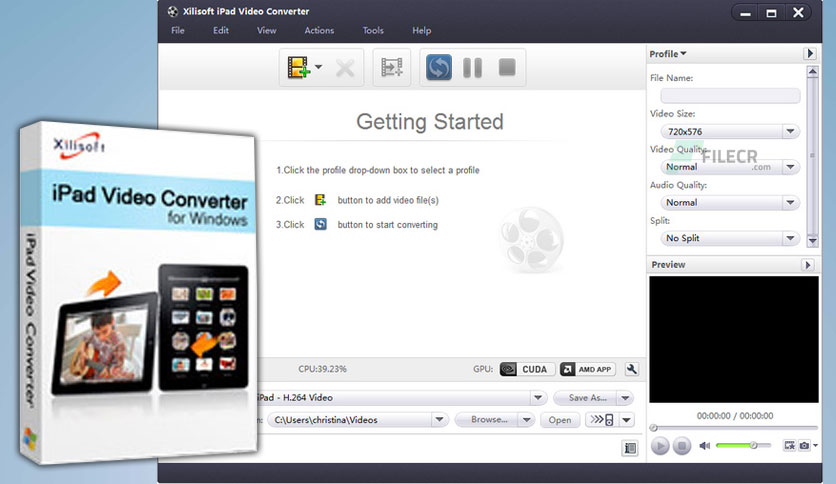 Xilisoft iPad Video Converter
File Edit View Actions Tools Help
Getting Started
1.Click the profile drop-down box to select a profile
2.Click button to add video file(s)
3.Click button to start converting
CPU:39.23%
GPU: CUDA AMD APP
iPad - H.264 Video
Save As...
C:\Users\christina\Videos
Browse...
Open
Profile
File Name:
Video Size:
720x576
Video Quality:
Normal
FILECR
.com
Audio Quality:
Normal
Split:
No Split
Preview
00:00:00 / 00:00:00
Xilisoft
iPad Video Converter
for Windows
iPad Video Converter